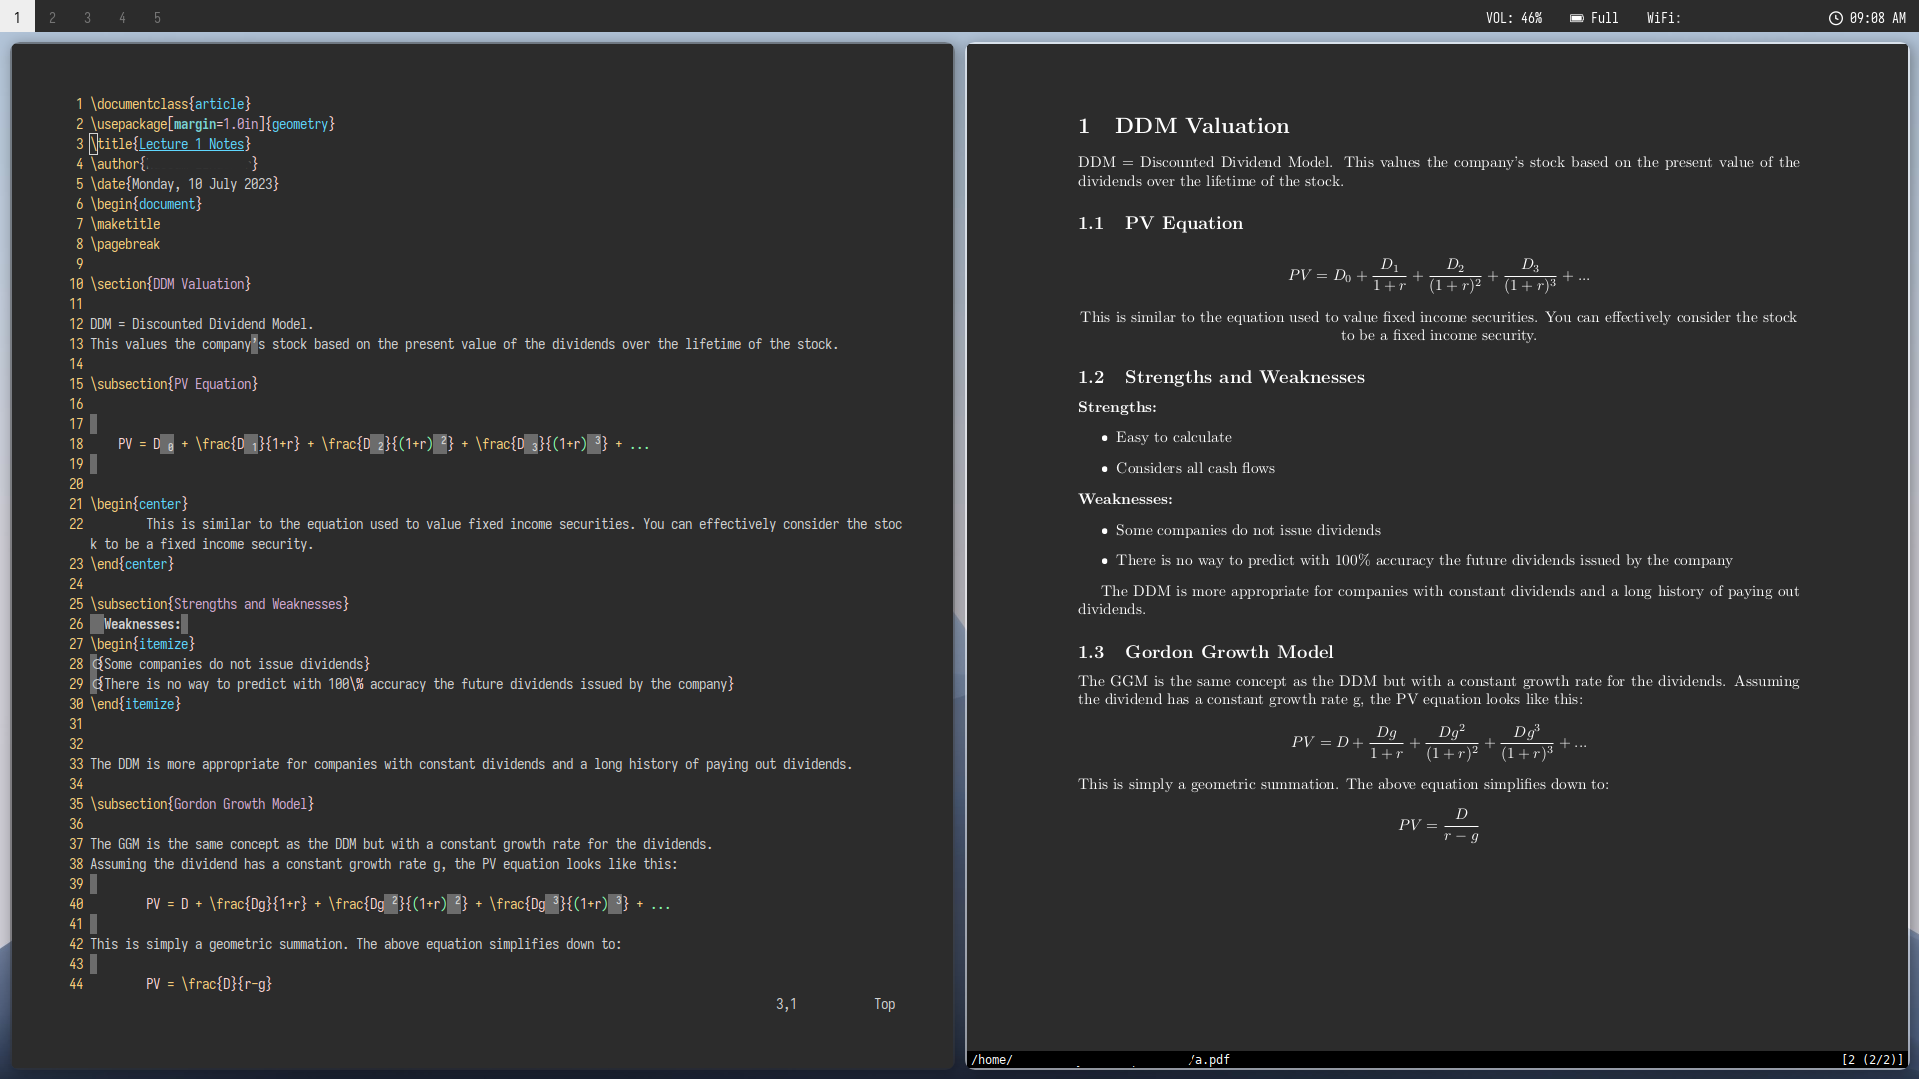 1 2 3 4 5 VOL: 46% Full WiFi: 09:08 AM
1 \documentclass{article}
2 \usepackage[margin=1.0in]{geometry}
3 \title{Lecture 1 Notes}
4 \author{ }
5 \date{Monday, 10 July 2023}
6 \begin{document}
7 \maketitle
8 \pagebreak
9
10 \section{DDM Valuation}
11
12 DDM = Discounted Dividend Model.
13 This values the company's stock based on the present value of the dividends over the lifetime of the stock.
14
15 \subsection{PV Equation}
16
17
18 PV = D ₀ + \frac{D ₁}{1+r} + \frac{D ₂}{(1+r) ²} + \frac{D ₃}{(1+r) ³} + ...
19
20
21 \begin{center}
22 This is similar to the equation used to value fixed income securities. You can effectively consider the stoc
k to be a fixed income security.
23 \end{center}
24
25 \subsection{Strengths and Weaknesses}
26 Weaknesses:
27 \begin{itemize}
28 ○{Some companies do not issue dividends}
29 ○{There is no way to predict with 100\% accuracy the future dividends issued by the company}
30 \end{itemize}
31
32
33 The DDM is more appropriate for companies with constant dividends and a long history of paying out dividends.
34
35 \subsection{Gordon Growth Model}
36
37 The GGM is the same concept as the DDM but with a constant growth rate for the dividends.
38 Assuming the dividend has a constant growth rate g, the PV equation looks like this:
39
40 PV = D + \frac{Dg}{1+r} + \frac{Dg ²}{(1+r) ²} + \frac{Dg ³}{(1+r) ³} + ...
41
42 This is simply a geometric summation. The above equation simplifies down to:
43
44 PV = \frac{D}{r-g}
3,1 Top
1 DDM Valuation
DDM = Discounted Dividend Model. This values the company's stock based on the present value of the
dividends over the lifetime of the stock.
1.1 PV Equation
PV = D₀ + D₁/(1 + r) + D₂/(1 + r)² + D₃/(1 + r)³ + ...
This is similar to the equation used to value fixed income securities. You can effectively consider the stock
to be a fixed income security.
1.2 Strengths and Weaknesses
Strengths:
• Easy to calculate
• Considers all cash flows
Weaknesses:
• Some companies do not issue dividends
• There is no way to predict with 100% accuracy the future dividends issued by the company
The DDM is more appropriate for companies with constant dividends and a long history of paying out
dividends.
1.3 Gordon Growth Model
The GGM is the same concept as the DDM but with a constant growth rate for the dividends. Assuming
the dividend has a constant growth rate g, the PV equation looks like this:
PV = D + Dg/(1 + r) + Dg²/(1 + r)² + Dg³/(1 + r)³ + ...
This is simply a geometric summation. The above equation simplifies down to:
PV = D/(r − g)
/home/ /a.pdf [2 (2/2)]